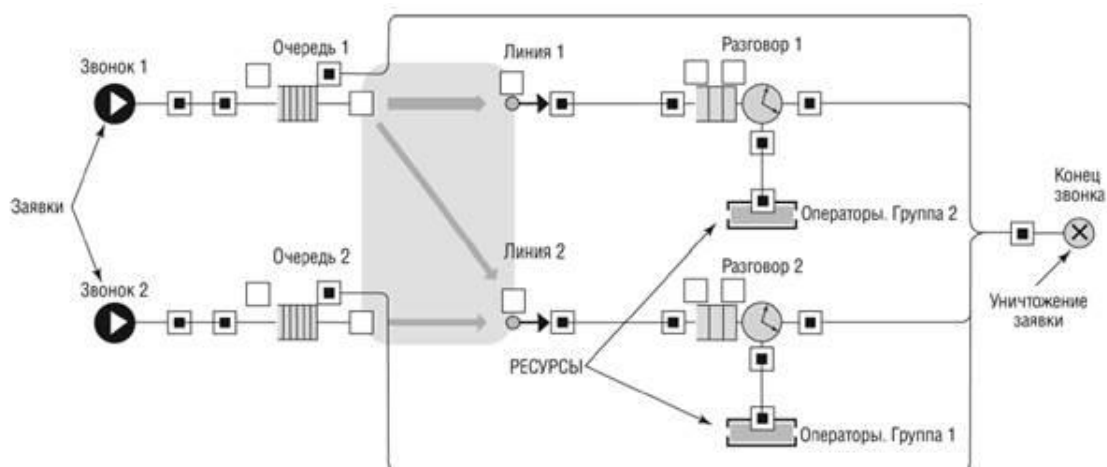 Очередь 1
Линия 1
Разговор 1
Звонок 1
Заявки
Операторы. Группа 2
Конец
звонка
Очередь 2
Линия 2
Разговор 2
Звонок 2
Уничтожение
заявки
РЕСУРСЫ
Операторы. Группа 1